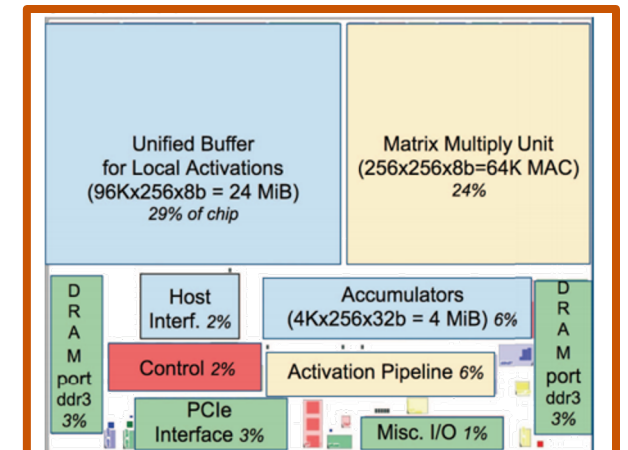 Unified Buffer
for Local Activations
(96Kx256x8b = 24 MiB)
29% of chip
Matrix Multiply Unit
(256x256x8b=64K MAC)
24%
D
R
A
M
port
ddr3
3%
Host
Interf. 2%
Accumulators
(4Kx256x32b = 4 MiB) 6%
D
R
A
M
port
ddr3
3%
Control 2%
Activation Pipeline 6%
PCIe
Interface 3%
Misc. I/O 1%